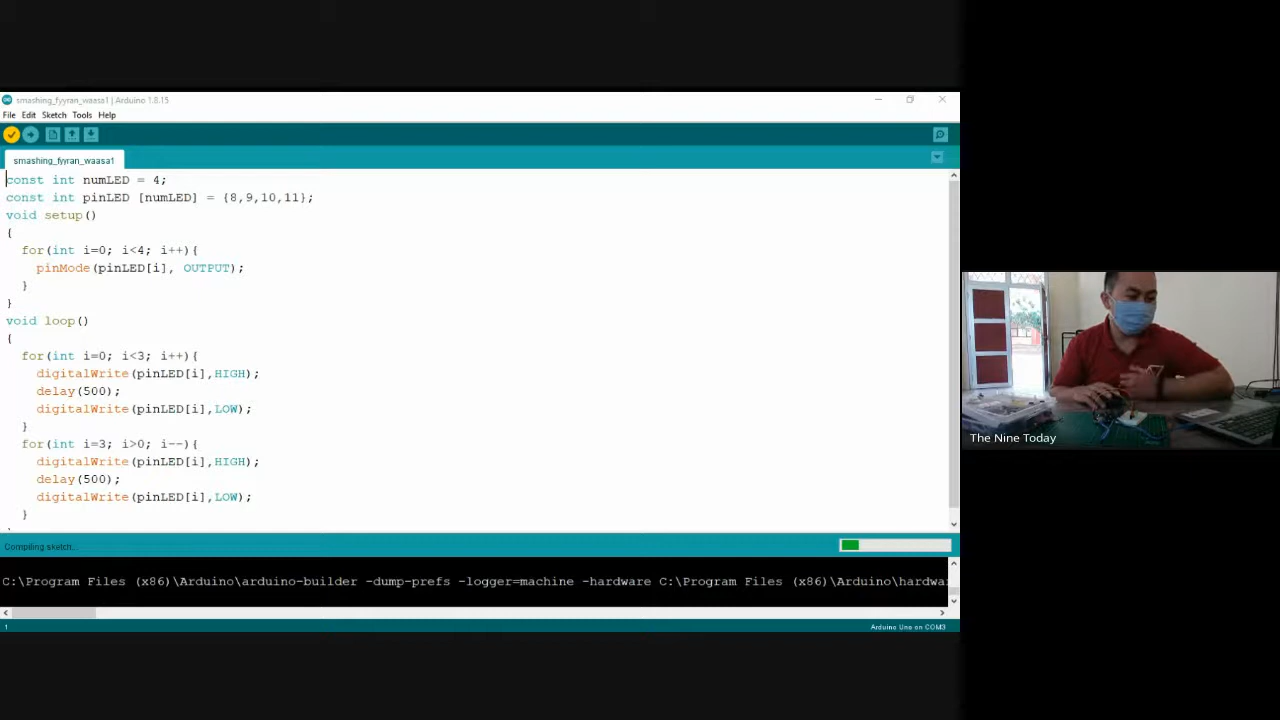 smashing_fyyran_waasa1 | Arduino 1.8.15
File Edit Sketch Tools Help
smashing_fyyran_waasa1
const int numLED = 4;
const int pinLED [numLED] = {8,9,10,11};
void setup()
{
for(int i=0; i<4; i++){
pinMode(pinLED[i], OUTPUT);
}
}
void loop()
{
for(int i=0; i<3; i++){
digitalWrite(pinLED[i],HIGH);
delay(500);
digitalWrite(pinLED[i],LOW);
}
for(int i=3; i>0; i--){
digitalWrite(pinLED[i],HIGH);
delay(500);
digitalWrite(pinLED[i],LOW);
}
Compiling sketch...
C:\Program Files (x86)\Arduino\arduino-builder -dump-prefs -logger=machine -hardware C:\Program Files (x86)\Arduino\hardwa
1
Arduino Uno on COM3
The Nine Today